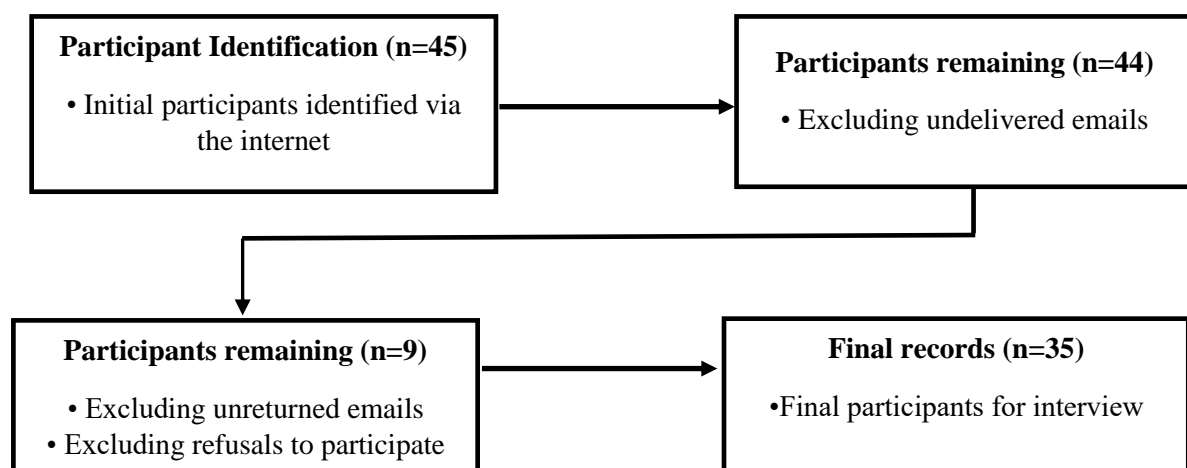 Participant Identification (n=45)
• Initial participants identified via
the internet
Participants remaining (n=44)
• Excluding undelivered emails
Participants remaining (n=9)
• Excluding unreturned emails
• Excluding refusals to participate
Final records (n=35)
•Final participants for interview